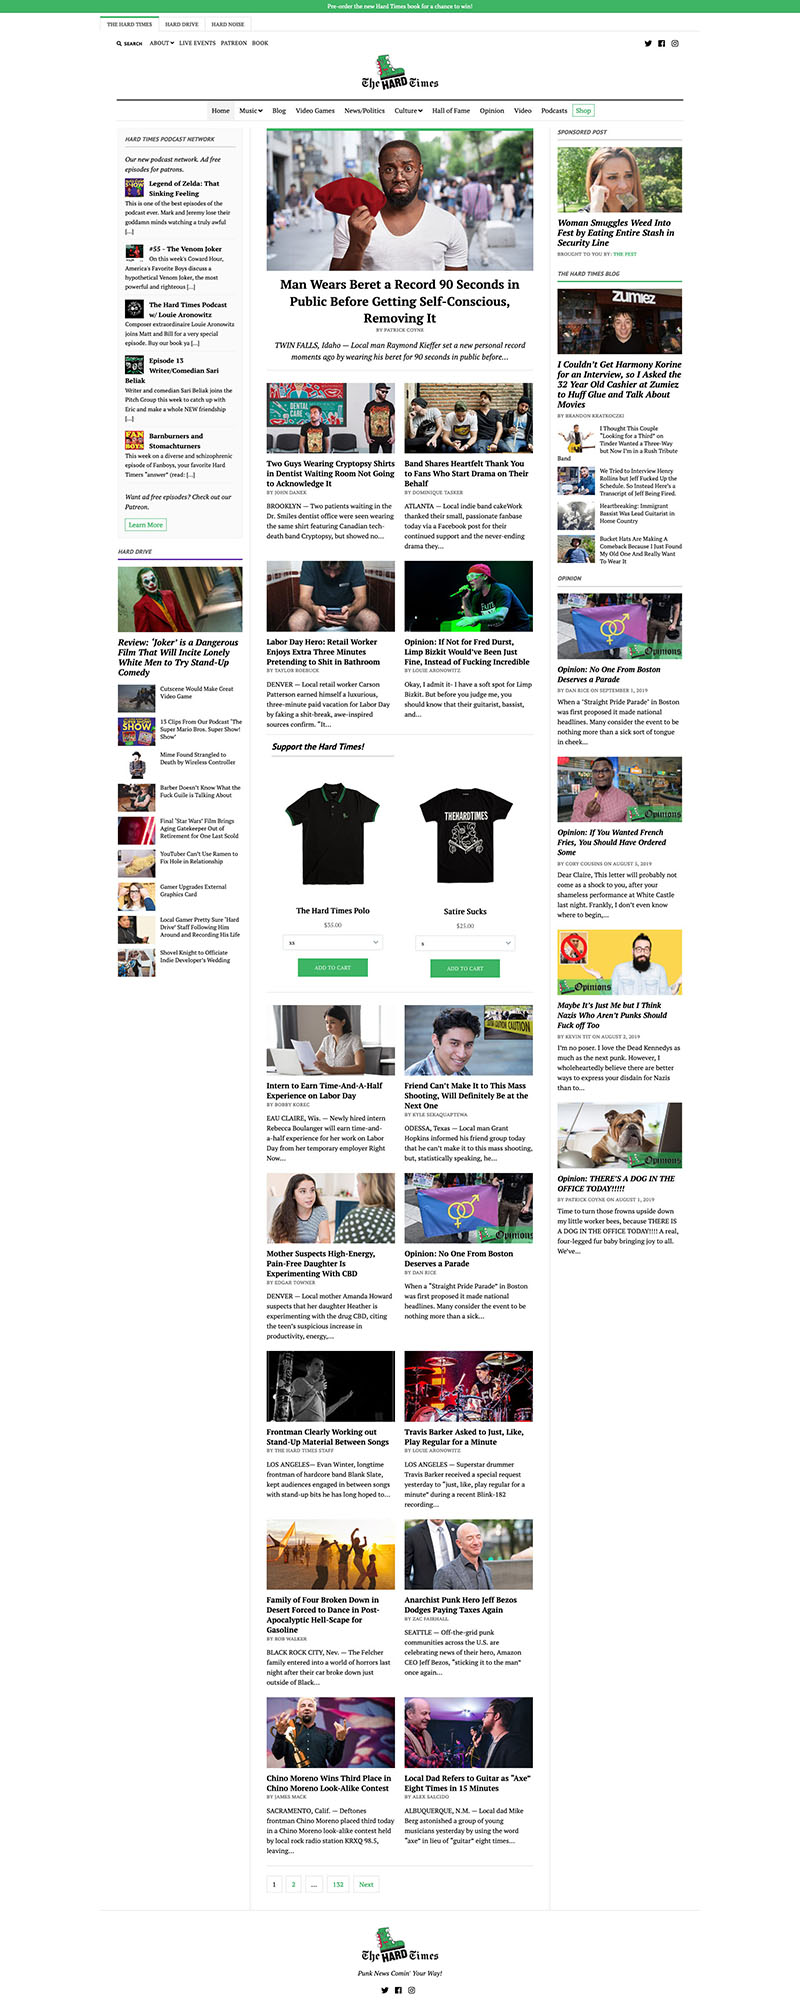 Pre-order the new Hard Times book for a chance to win!
THE HARD TIMES
HARD DRIVE
HARD NOISE
SEARCH
ABOUT
LIVE EVENTS
PATREON
BOOK
The HARD Times
Home
Music
Blog
Video Games
News/Politics
Culture
Hall of Fame
Opinion
Video
Podcasts
Shop
HARD TIMES PODCAST NETWORK
Our new podcast network. Ad free
episodes for patrons.
Legend of Zelda: That
Sinking Feeling
This is one of the best episodes of the
podcast ever. Mark and Jeremy lose their
goddamn minds watching a truly awful
[...]
#55 - The Venom Joker
On this week's Coward Hour,
America's Favorite Boys discuss a
hypothetical Venom Joker, the most
powerful and righteous [...]
The Hard Times Podcast
w/ Louie Aronowitz
Composer extraordinaire Louie Aronowitz
joins Matt and Bill for a very special
episode. Buy our book ya [...]
Episode 13
Writer/Comedian Sari
Beliak
Writer and comedian Sari Beliak joins the
Pitch Group this week to catch up with
Eric and make a whole NEW friendship
[...]
FAN BOYS
Barnburners and
Stomachturners
This week on a diverse and schizophrenic
episode of Fanboys, your favorite Hard
Timers "answer" (read: [...]
Want ad free episodes? Check out our
Patreon.
Learn More
HARD DRIVE
Review: 'Joker' is a Dangerous
Film That Will Incite Lonely
White Men to Try Stand-Up
Comedy
Cutscene Would Make Great
Video Game
15 Clips From Our Podcast 'The
Super Mario Bros. Super Show!
Show'
Mime Found Strangled to
Death by Wireless Controller
Barber Doesn't Know What the
Fuck Guile is Talking About
Final 'Star Wars' Film Brings
Aging Gatekeeper Out of
Retirement for One Last Scold
YouTuber Can't Use Ramen to
Fix Hole in Relationship
Gamer Upgrades External
Graphics Card
Local Gamer Pretty Sure 'Hard
Drive' Staff Following Him
Around and Recording His Life
Shovel Knight to Officiate
Indie Developer's Wedding
Man Wears Beret a Record 90 Seconds in
Public Before Getting Self-Conscious,
Removing It
BY PATRICK COYNE
TWIN FALLS, Idaho — Local man Raymond Kieffer set a new personal record
moments ago by wearing his beret for 90 seconds in public before...
DENTAL CARE
Two Guys Wearing Cryptopsy Shirts
in Dentist Waiting Room Not Going
to Acknowledge It
BY JOHN DANEK
BROOKLYN — Two patients waiting in the
Dr. Smiles dentist office were seen wearing
the same shirt featuring Canadian tech-
death band Cryptopsy, but showed no...
Band Shares Heartfelt Thank You
to Fans Who Start Drama on Their
Behalf
BY DOMINIQUE TASKER
ATLANTA — Local indie band cakeWork
thanked their small, passionate fanbase
today via a Facebook post for their
continued support and the never-ending
drama they...
Labor Day Hero: Retail Worker
Enjoys Extra Three Minutes
Pretending to Shit in Bathroom
BY TAYLOR ROEBUCK
DENVER — Local retail worker Carson
Patterson earned himself a luxurious,
three-minute paid vacation for Labor Day
by faking a shit-break, awe-inspired
sources confirm. "It...
Opinion: If Not for Fred Durst,
Limp Bizkit Would've Been Just
Fine, Instead of Fucking Incredible
BY LOUIE ARONOWITZ
Okay, I admit it- I have a soft spot for Limp
Bizkit. But before you judge me, you
should know that their guitarist, bassist,
and...
Support the Hard Times!
THEHARDTIMES
The Hard Times Polo
$35.00
xs
ADD TO CART
Satire Sucks
$25.00
s
ADD TO CART
Intern to Earn Time-And-A-Half
Experience on Labor Day
BY BOBBY KOREC
EAU CLAIRE, Wis. — Newly hired intern
Rebecca Boulanger will earn time-and-
a-half experience for her work on Labor
Day from her temporary employer Right
Now...
CAUTION
Friend Can't Make It to This Mass
Shooting, Will Definitely Be at the
Next One
BY KYLE SEKAQUAPTEWA
ODESSA, Texas — Local man Grant
Hopkins informed his friend group today
that he can't make it to this mass shooting,
but, statistically speaking, he...
Mother Suspects High-Energy,
Pain-Free Daughter Is
Experimenting With CBD
BY EDGAR TOWNER
DENVER — Local mother Amanda Howard
suspects that her daughter Heather is
experimenting with the drug CBD, citing
the teen's suspicious increase in
productivity, energy,...
Opinions
Opinion: No One From Boston
Deserves a Parade
BY DAN RICE
When a "Straight Pride Parade" in Boston
was first proposed it made national
headlines. Many consider the event to be
nothing more than a sick...
Frontman Clearly Working out
Stand-Up Material Between Songs
BY THE HARD TIMES STAFF
LOS ANGELES— Evan Winter, longtime
frontman of hardcore band Blank Slate,
kept audiences engaged in between songs
with stand-up bits he has long hoped to...
Travis Barker Asked to Just, Like,
Play Regular for a Minute
BY LOUIE ARONOWITZ
LOS ANGELES — Superstar drummer
Travis Barker received a special request
yesterday to "just, like, play regular for a
minute" during a recent Blink-182
recording...
Family of Four Broken Down in
Desert Forced to Dance in Post-
Apocalyptic Hell-Scape for
Gasoline
BY ROB WALKER
BLACK ROCK CITY, Nev. — The Felcher
family entered into a world of horrors last
night after their car broke down just
outside of Black...
Anarchist Punk Hero Jeff Bezos
Dodges Paying Taxes Again
BY ZAC FAIRHALL
SEATTLE — Off-the-grid punk
communities across the U.S. are
celebrating news of their hero, Amazon
CEO Jeff Bezos, "sticking it to the man"
once again...
Chino Moreno Wins Third Place in
Chino Moreno Look-Alike Contest
BY JAMES MACK
SACRAMENTO, Calif. — Deftones
frontman Chino Moreno placed third today
in a Chino Moreno look-alike contest held
by local rock radio station KRXQ 98.5,
leaving...
Local Dad Refers to Guitar as "Axe"
Eight Times in 15 Minutes
BY ALEX SALCIDO
ALBUQUERQUE, N.M. — Local dad Mike
Berg astonished a group of young
musicians yesterday by using the word
"axe" in lieu of "guitar" eight times...
1
2
...
132
Next
SPONSORED POST
Woman Smuggles Weed Into
Fest by Eating Entire Stash in
Security Line
BROUGHT TO YOU BY: THE FEST
THE HARD TIMES BLOG
zumiez
I Couldn't Get Harmony Korine
for an Interview, so I Asked the
32 Year Old Cashier at Zumiez
to Huff Glue and Talk About
Movies
BY BRANDON KRATKOCZKI
I Thought This Couple
"Looking for a Third" on
Tinder Wanted a Three-Way
but Now I'm in a Rush Tribute
Band
We Tried to Interview Henry
Rollins but Jeff Fucked Up the
Schedule. So Instead Here's a
Transcript of Jeff Being Fired.
Heartbreaking: Immigrant
Bassist Was Lead Guitarist in
Home Country
Bucket Hats Are Making A
Comeback Because I Just Found
My Old One And Really Want
To Wear It
OPINION
Opinions
Opinion: No One From Boston
Deserves a Parade
BY DAN RICE ON SEPTEMBER 1, 2019
When a "Straight Pride Parade" in Boston
was first proposed it made national
headlines. Many consider the event to be
nothing more than a sick sort of tongue
in cheek...
Opinions
Opinion: If You Wanted French
Fries, You Should Have Ordered
Some
BY CORY COUSINS ON AUGUST 5, 2019
Dear Claire, This letter will probably not
come as a shock to you, after your
shameless performance at White Castle
last night. Frankly, I don't even know
where to begin,...
Opinions
Maybe It's Just Me but I Think
Nazis Who Aren't Punks Should
Fuck off Too
BY KEVIN TIT ON AUGUST 2, 2019
I'm no poser. I love the Dead Kennedys as
much as the next punk. However, I
wholeheartedly believe there are better
ways to express your disdain for Nazis
than to...
Opinions
Opinion: THERE'S A DOG IN THE
OFFICE TODAY!!!!!
BY PATRICK COYNE ON AUGUST 1, 2019
Time to turn those frowns upside down
my little worker bees, because THERE IS
A DOG IN THE OFFICE TODAY!!!! A real,
four-legged fur baby bringing joy to all.
We've...
The HARD Times
Punk News Comin' Your Way!